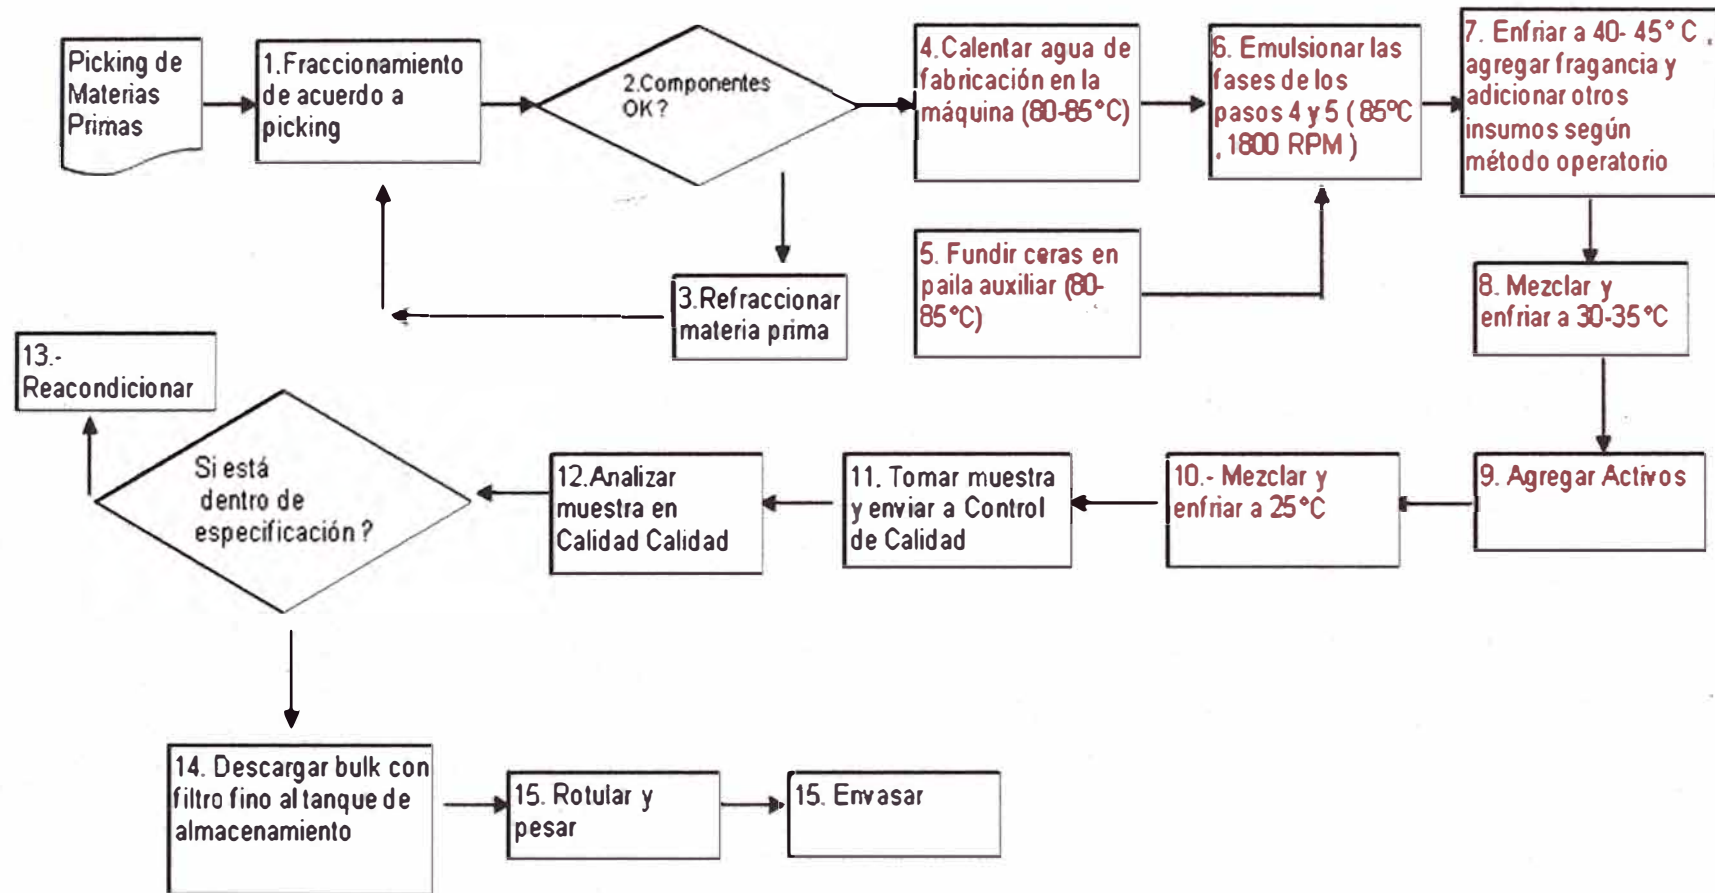 Picking de
Materias
Primas
1.Fraccionamiento
de acuerdo a
picking
2.Componentes
OK?
3.Refraccionar
materia prima
4.Calentar agua de
fabricación en la
máquina (80-85°C)
5. Fundir ceras en
paila auxiliar (80-
85°C)
6. Emulsionar las
fases de los
pasos 4 y 5 ( 85°C
, 1800 RPM )
7. Enfriar a 40- 45° C ,
agregar fragancia y
adicionar otros
insumos según
método operatorio
8. Mezclar y
enfriar a 30-35°C
9. Agregar Activos
10.- Mezclar y
enfriar a 25°C
11. Tomar muestra
y enviar a Control
de Calidad
12.Analizar
muestra en
Calidad Calidad
Si está
dentro de
especificación ?
13.-
Reacondicionar
14. Descargar bulk con
filtro fino al tanque de
almacenamiento
15. Rotular y
pesar
15. Envasar